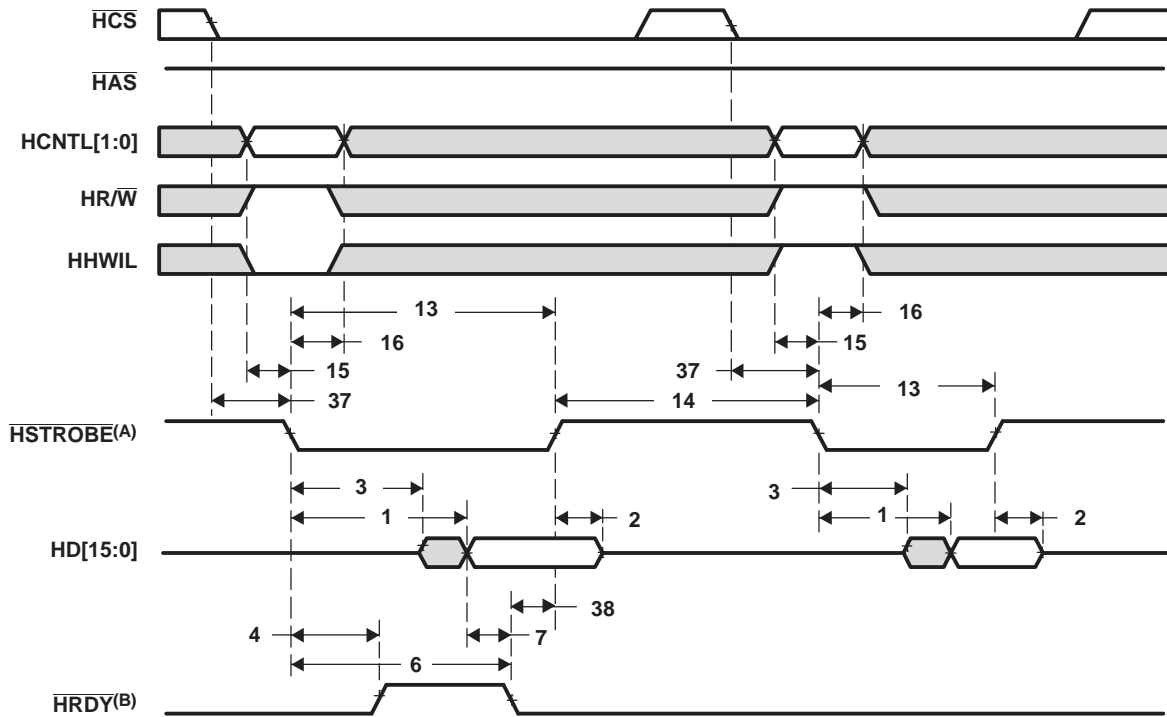 HCS
HAS
HCNTL[1:0]
HR/W
HHWIL
13
16
16
15
15
37
37
13
14
HSTROBE(A)
3
3
1
2
1
2
HD[15:0]
38
4
7
6
HRDY(B)